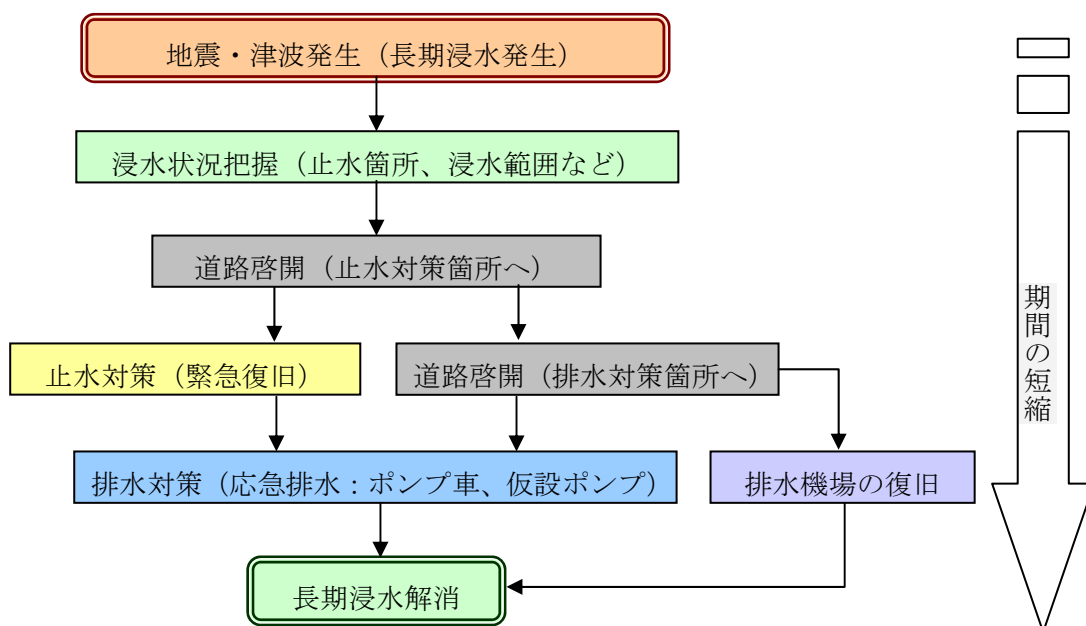 地震・津波発生（長期浸水発生）
浸水状況把握（止水箇所、浸水範囲など）
道路啓開（止水対策箇所へ）
止水対策（緊急復旧）
道路啓開（排水対策箇所へ）
排水対策（応急排水：ポンプ車、仮設ポンプ）
排水機場の復旧
長期浸水解消
期間の短縮